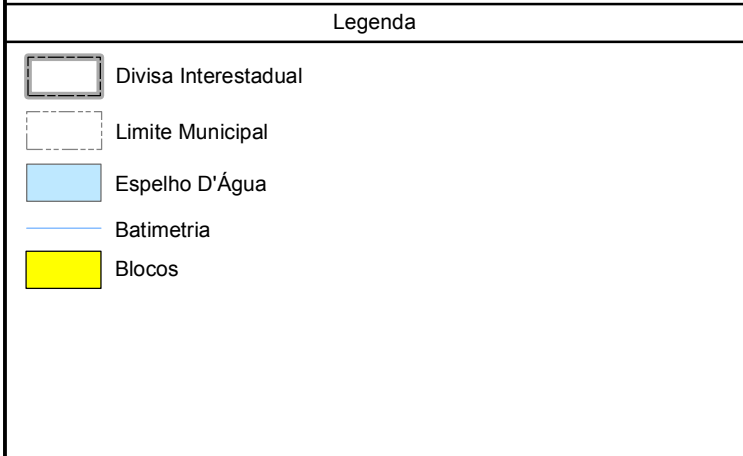 Legenda
Divisa Interestadual
Limite Municipal
Espelho D'Água
Batimetria
Blocos